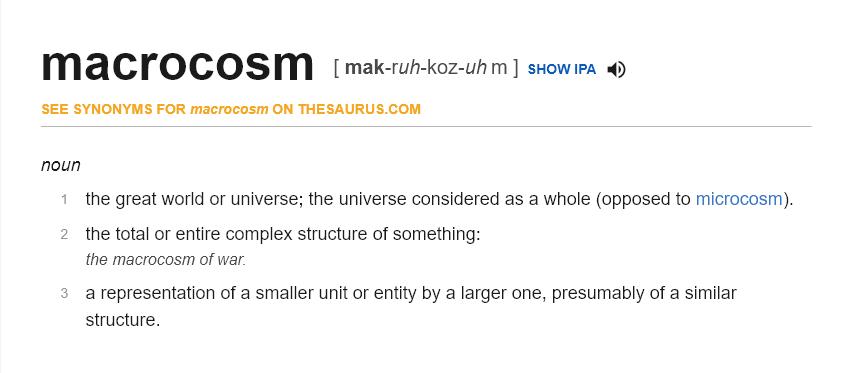 macrocosm [ mak-ruh-koz-uh m ] SHOW IPA
SEE SYNONYMS FOR macrocosm ON THESAURUS.COM
noun
1 the great world or universe; the universe considered as a whole (opposed to microcosm).
2 the total or entire complex structure of something:
the macrocosm of war.
3 a representation of a smaller unit or entity by a larger one, presumably of a similar
structure.